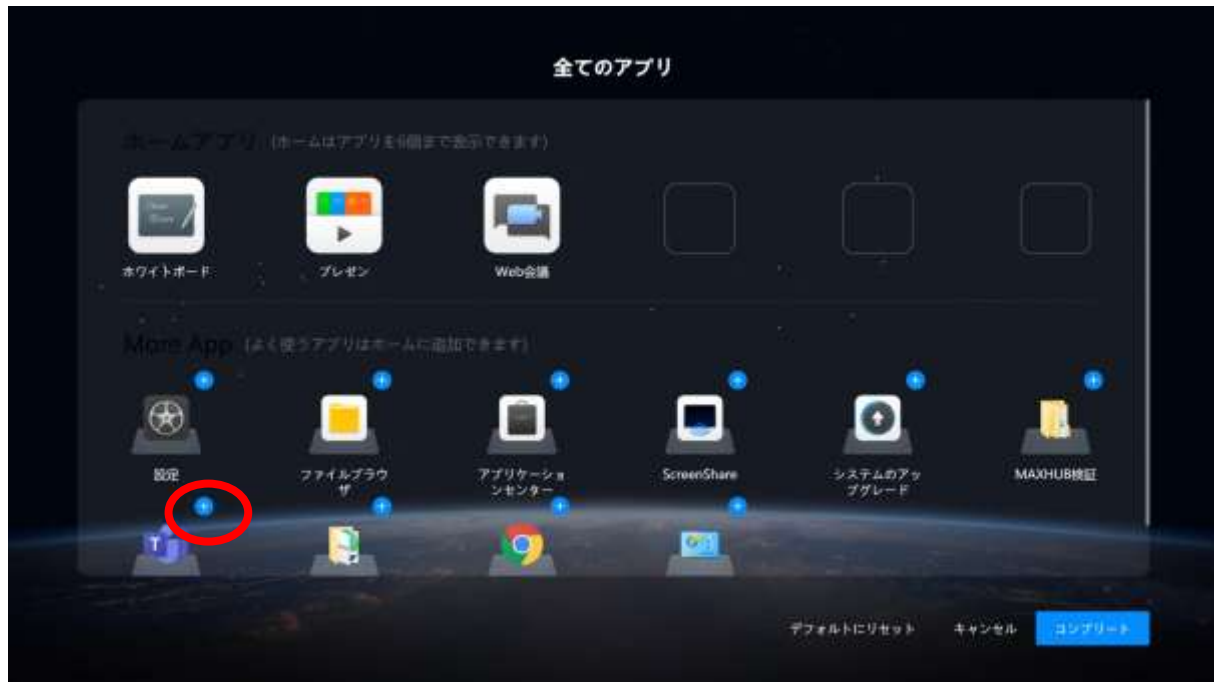 全てのアプリ
ホームアプリ (ホームはアプリを6個まで表示できます)
ホワイトボード
プレゼン
Web会議
More App (よく使うアプリはホームに追加できます)
設定
ファイルブラウ
ザ
アプリケーショ
ンセンター
ScreenShare
システムのアッ
プグレード
MAXHUB検証
デフォルトにリセット
キャンセル
コンプリート